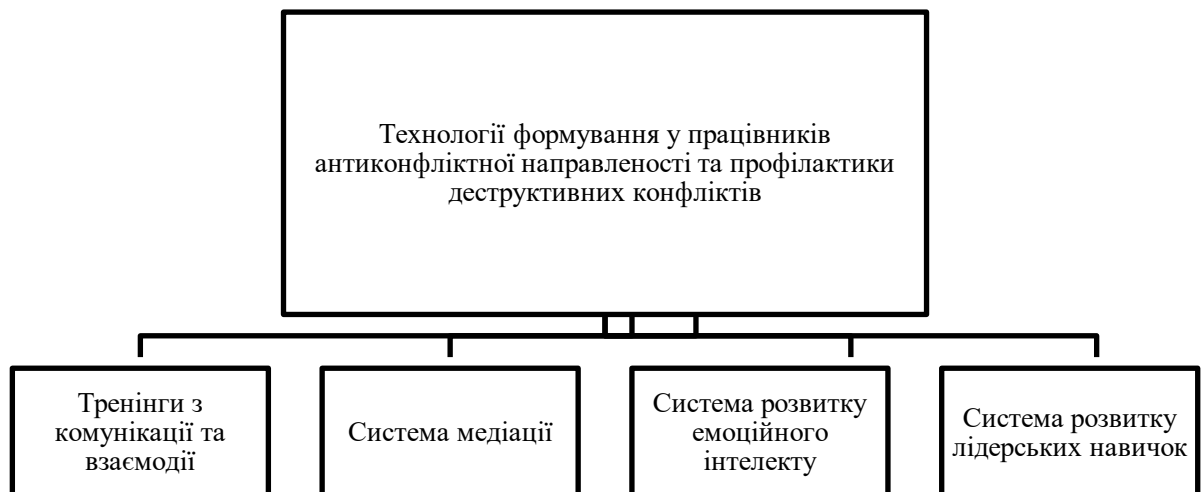 Технології формування у працівників
антиконфліктної направленості та профілактики
деструктивних конфліктів
Тренінги з
комунікації та
взаємодії
Система медіації
Система розвитку
емоційного
інтелекту
Система розвитку
лідерських навичок